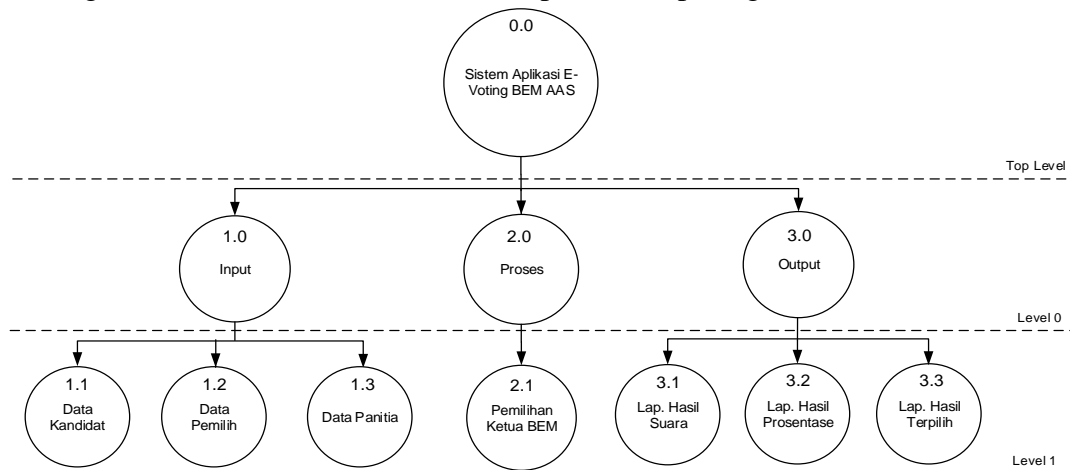 0.0
Sistem Aplikasi E-
Voting BEM AAS
Top Level
1.0
Input
2.0
Proses
3.0
Output
Level 0
1.1
Data
Kandidat
1.2
Data
Pemilih
1.3
Data Panitia
2.1
Pemilihan
Ketua BEM
3.1
Lap. Hasil
Suara
3.2
Lap. Hasil
Prosentase
3.3
Lap. Hasil
Terpilih
Level 1